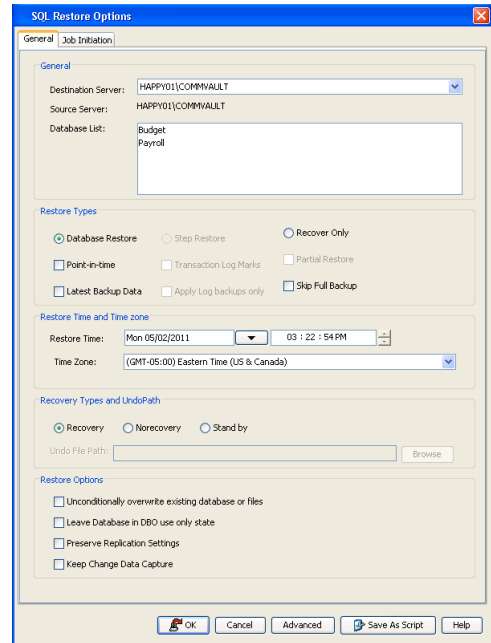 SQL Restore Options
General Job Initiation
General
Destination Server: HAPPY01\COMMVAULT
Source Server: HAPPY01\COMMVAULT
Database List: Budget
Payroll
Restore Types
Database Restore Step Restore Recover Only
Point-in-time Transaction Log Marks Partial Restore
Latest Backup Data Apply Log backups only Skip Full Backup
Restore Time and Time zone
Restore Time: Mon 05/02/2011 03 : 22 : 54 PM
Time Zone: (GMT-05:00) Eastern Time (US & Canada)
Recovery Types and UndoPath
Recovery Norecovery Stand by
Undo File Path: Browse
Restore Options
Unconditionally overwrite existing database or files
Leave Database in DBO use only state
Preserve Replication Settings
Keep Change Data Capture
OK Cancel Advanced Save As Script Help